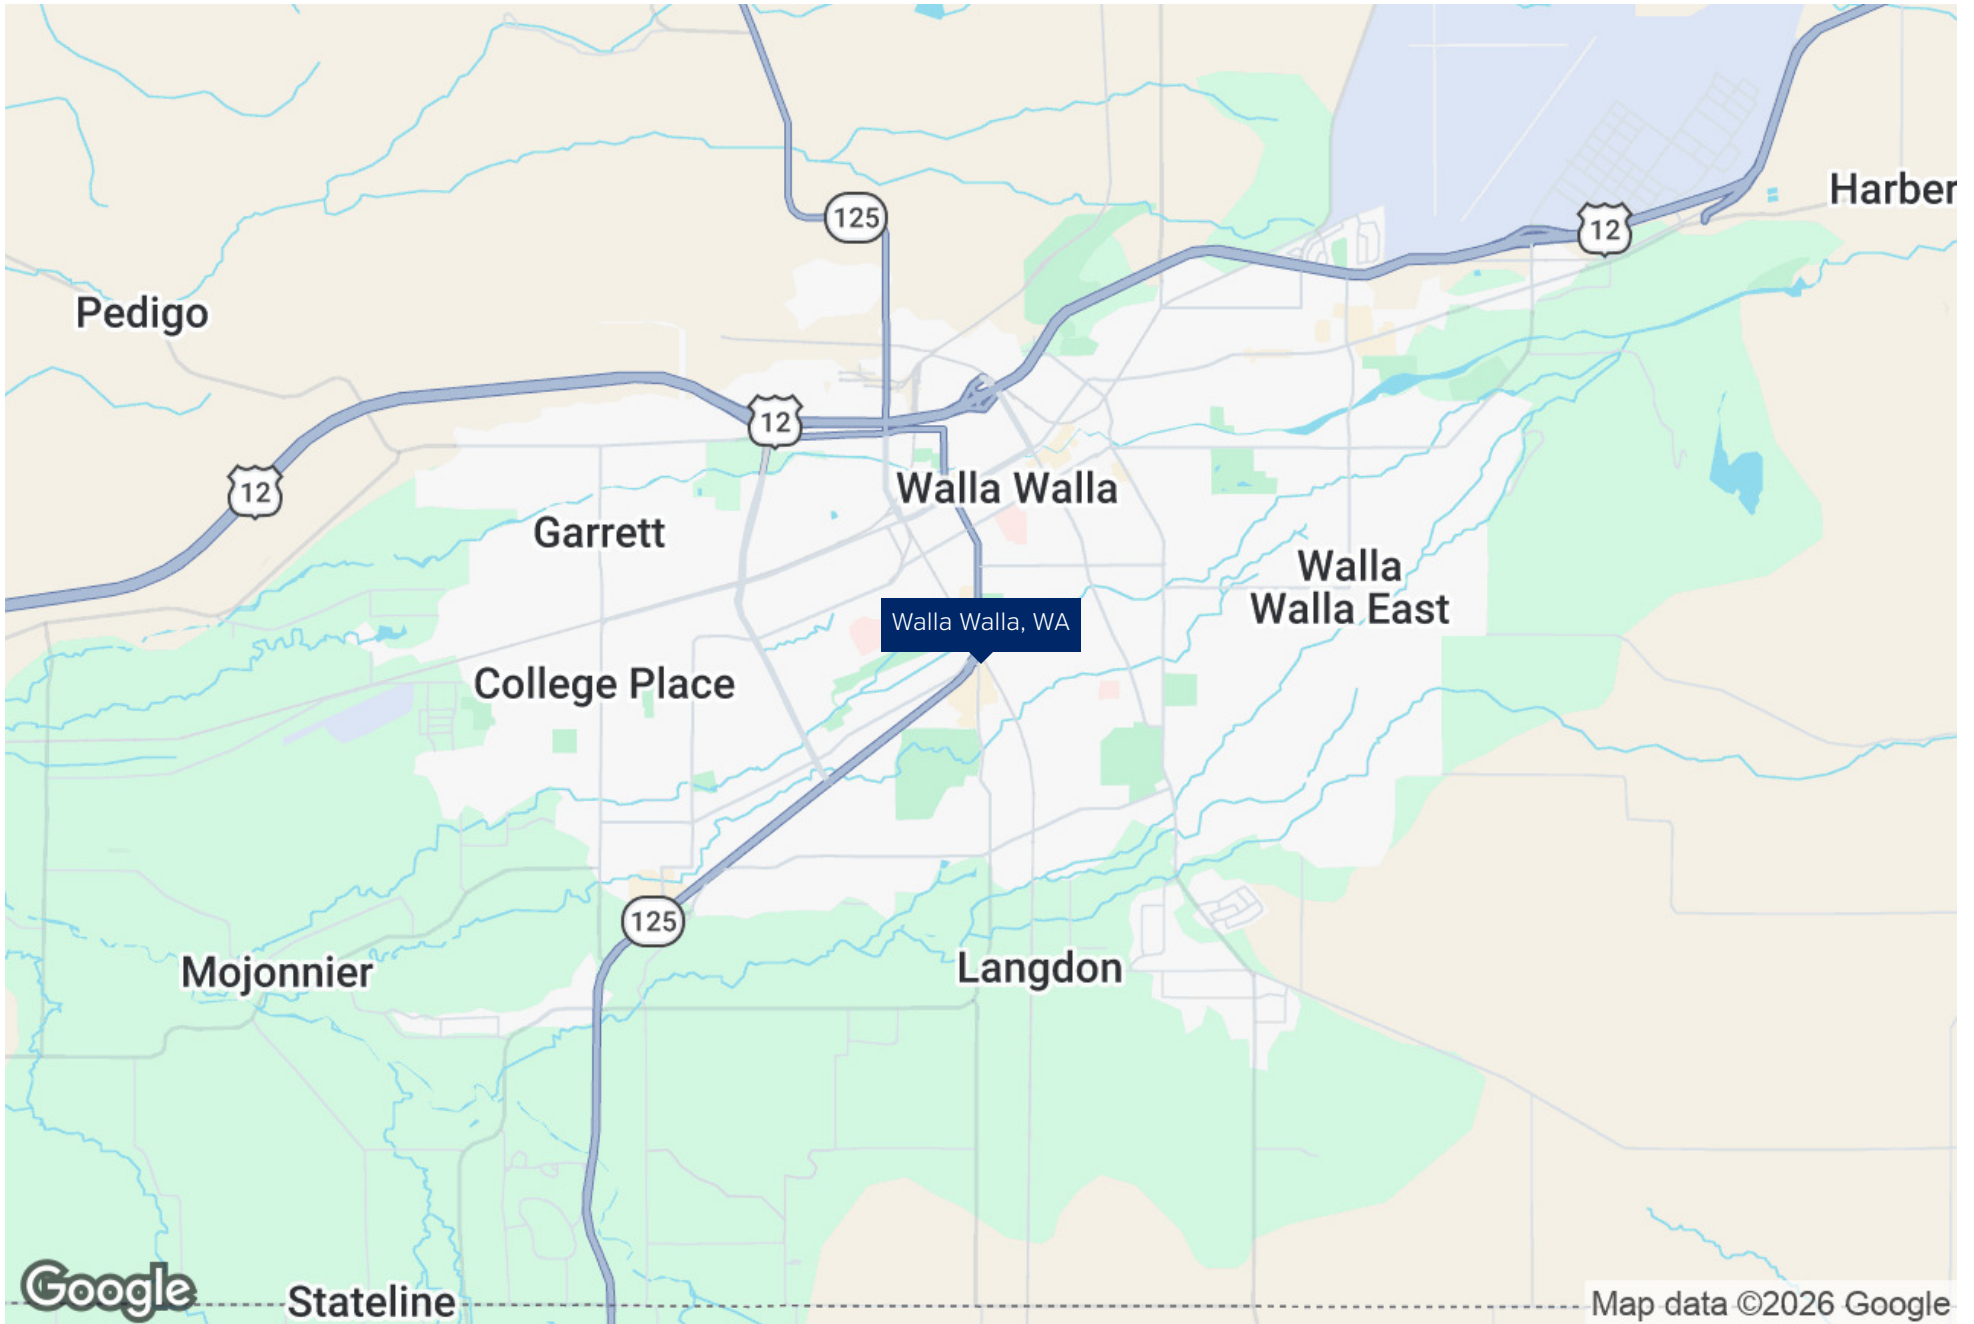 Harber
125
12
Pedigo
12
12
Walla Walla
Garrett
Walla
Walla East
Walla Walla, WA
College Place
125
Mojonnier
Langdon
Google
Stateline
Map data ©2026 Google